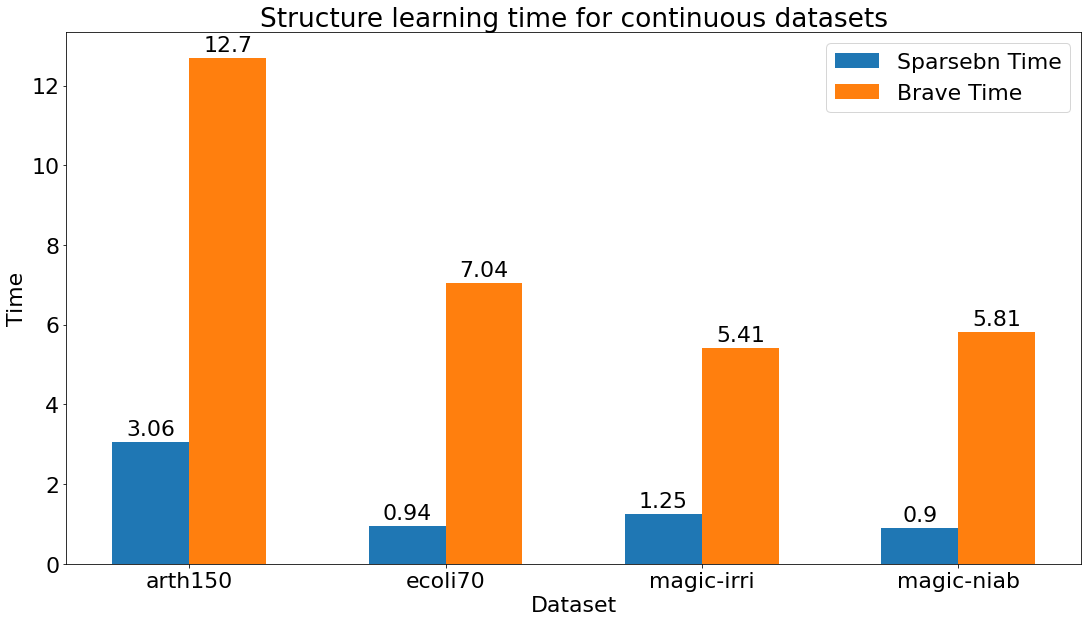 Structure learning time for continuous datasets
Sparsebn Time
Brave Time
Time
12
10
8
6
4
2
0
3.06
12.7
0.94
7.04
1.25
5.41
0.9
5.81
arth150
ecoli70
magic-irri
magic-niab
Dataset